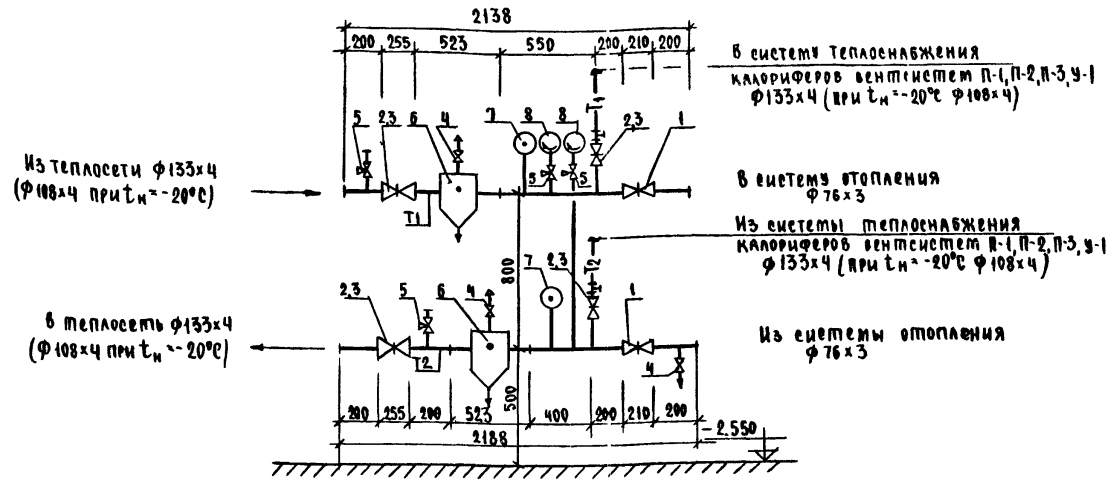 2138
200 255 523 550 200 210 200
В систему теплоснабжения
калориферов вентсистем П-1, П-2, П-3, У-1
Ф133х4 (при tн=-20°С Ф108х4)
5 2,3 6 4 7 8 8 T1 2,3 1
Из теплосети Ф133х4
(Ф108х4 при tн=-20°С)
5 5
T1
В систему отопления
Ф76х3
Из системы теплоснабжения
калориферов вентсистем П-1, П-2, П-3, У-1
Ф133х4 (при tн=-20°С Ф108х4)
800
7 2,3 T2
2,3 5 6 4 1
В теплосеть Ф133х4
(Ф108х4 при tн=-20°С)
T2
Из системы отопления
Ф76х3
4
500
200 255 200 523 400 200 210 200
2188
-2.550